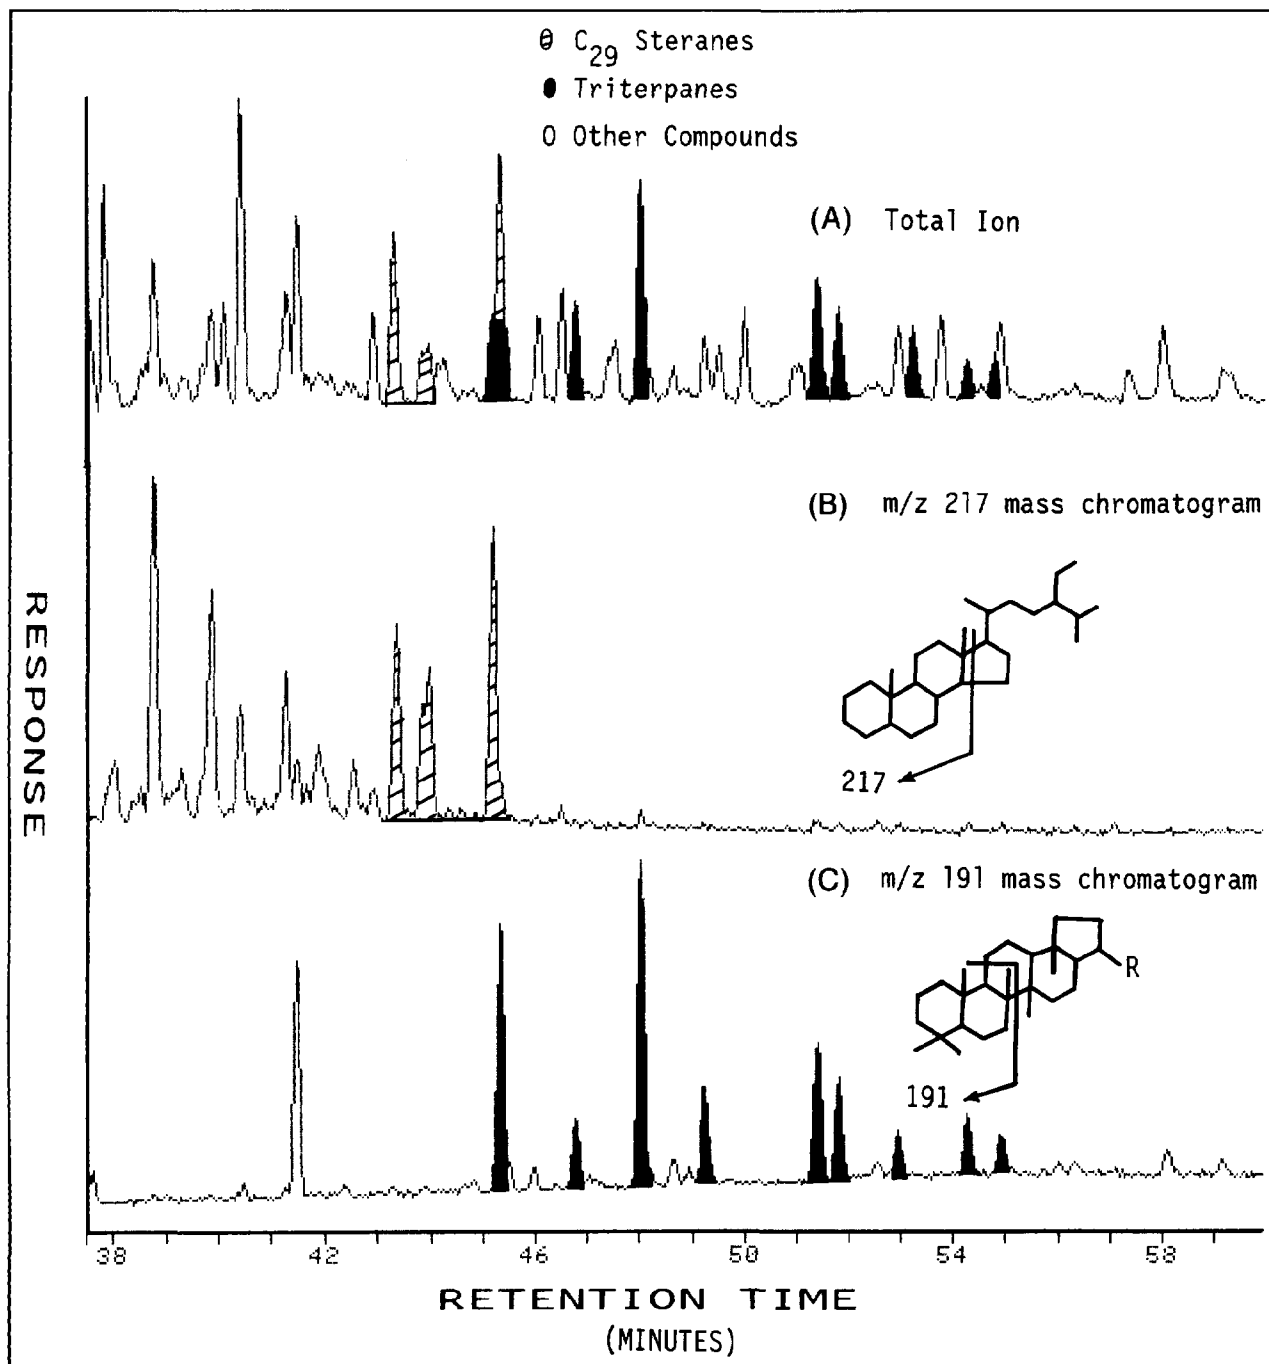 θ C29 Steranes
Triterpanes
O Other Compounds
(A) Total Ion
(B) m/z 217 mass chromatogram
217
(C) m/z 191 mass chromatogram
R
191
RESPONSE
38 42 46 50 54 58
RETENTION TIME
(MINUTES)